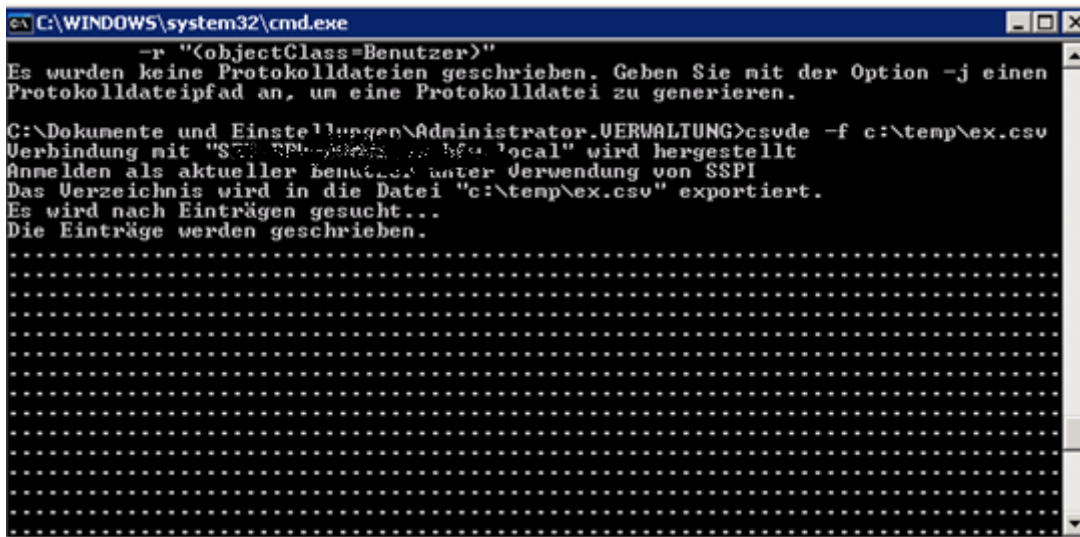 C:\WINDOWS\system32\cmd.exe
-r "(objectClass=Benutzer)"
Es wurden keine Protokolldateien geschrieben. Geben Sie mit der Option -j einen
Protokolldateipfad an, um eine Protokolldatei zu generieren.
C:\Dokumente und Einstellungen\Administrator.VERWALTUNG>csvde -f c:\temp\ex.csv
Verbindung mit "S local" wird hergestellt
Anmelden als aktueller Benutzer unter Verwendung von SSPI
Das Verzeichnis wird in die Datei "c:\temp\ex.csv" exportiert.
Es wird nach Einträgen gesucht...
Die Einträge werden geschrieben.